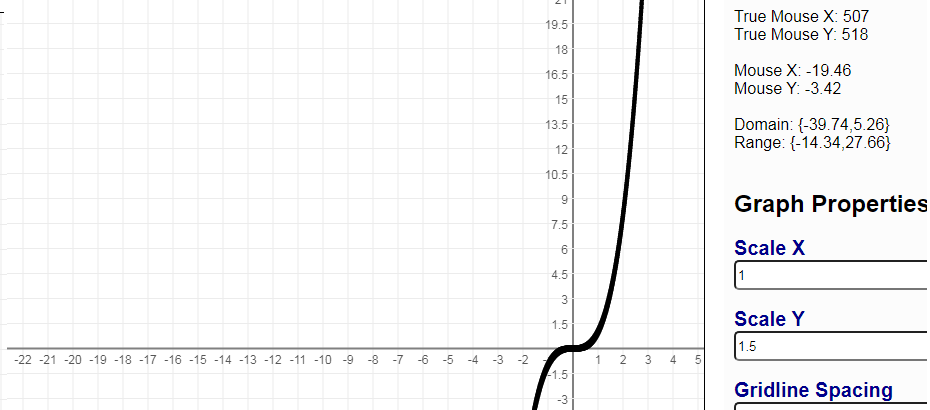 21
19.5
18
16.5
15
13.5
12
10.5
9
7.5
6
4.5
3
1.5
-22 -21 -20 -19 -18 -17 -16 -15 -14 -13 -12 -11 -10 -9 -8 -7 -6 -5 -4 -3 -2 1 2 3 4 5
-1.5
-3
True Mouse X: 507
True Mouse Y: 518
Mouse X: -19.46
Mouse Y: -3.42
Domain: {-39.74,5.26}
Range: {-14.34,27.66}
Graph Properties
Scale X
1
Scale Y
1.5
Gridline Spacing